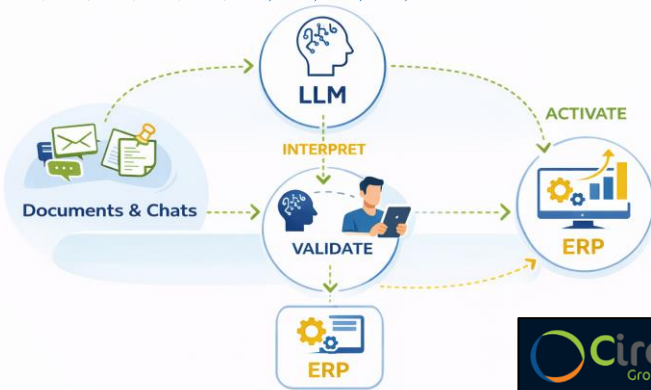 LLM
ACTIVATE
INTERPRET
Documents & Chats
VALIDATE
ERP
ERP